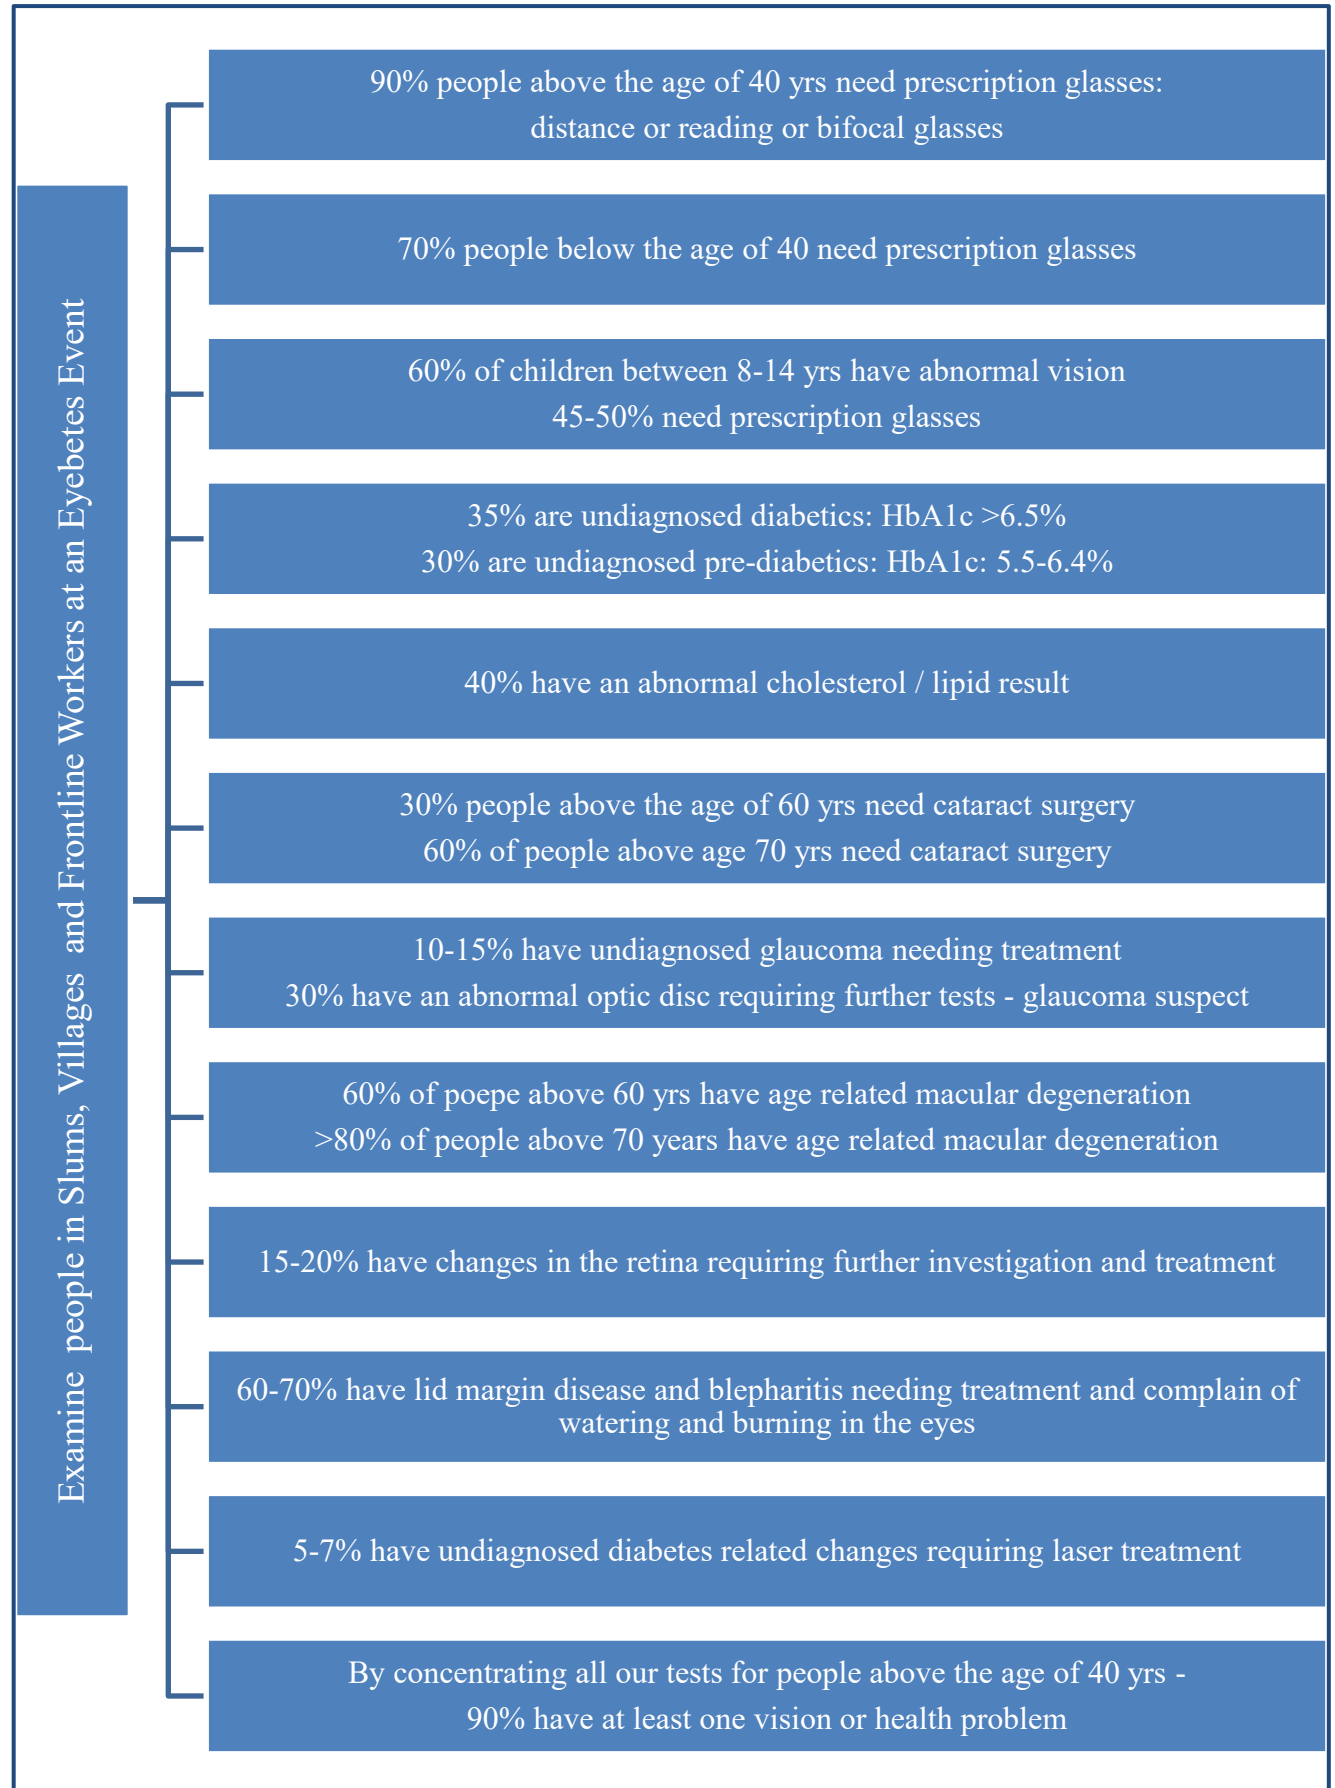 Examine people in Slums, Villages and Frontline Workers at an Eyebetes Event
90% people above the age of 40 yrs need prescription glasses:
distance or reading or bifocal glasses
70% people below the age of 40 need prescription glasses
60% of children between 8-14 yrs have abnormal vision
45-50% need prescription glasses
35% are undiagnosed diabetics: HbA1c >6.5%
30% are undiagnosed pre-diabetics: HbA1c: 5.5-6.4%
40% have an abnormal cholesterol / lipid result
30% people above the age of 60 yrs need cataract surgery
60% of people above age 70 yrs need cataract surgery
10-15% have undiagnosed glaucoma needing treatment
30% have an abnormal optic disc requiring further tests - glaucoma suspect
60% of poepe above 60 yrs have age related macular degeneration
>80% of people above 70 years have age related macular degeneration
15-20% have changes in the retina requiring further investigation and treatment
60-70% have lid margin disease and blepharitis needing treatment and complain of
watering and burning in the eyes
5-7% have undiagnosed diabetes related changes requiring laser treatment
By concentrating all our tests for people above the age of 40 yrs -
90% have at least one vision or health problem